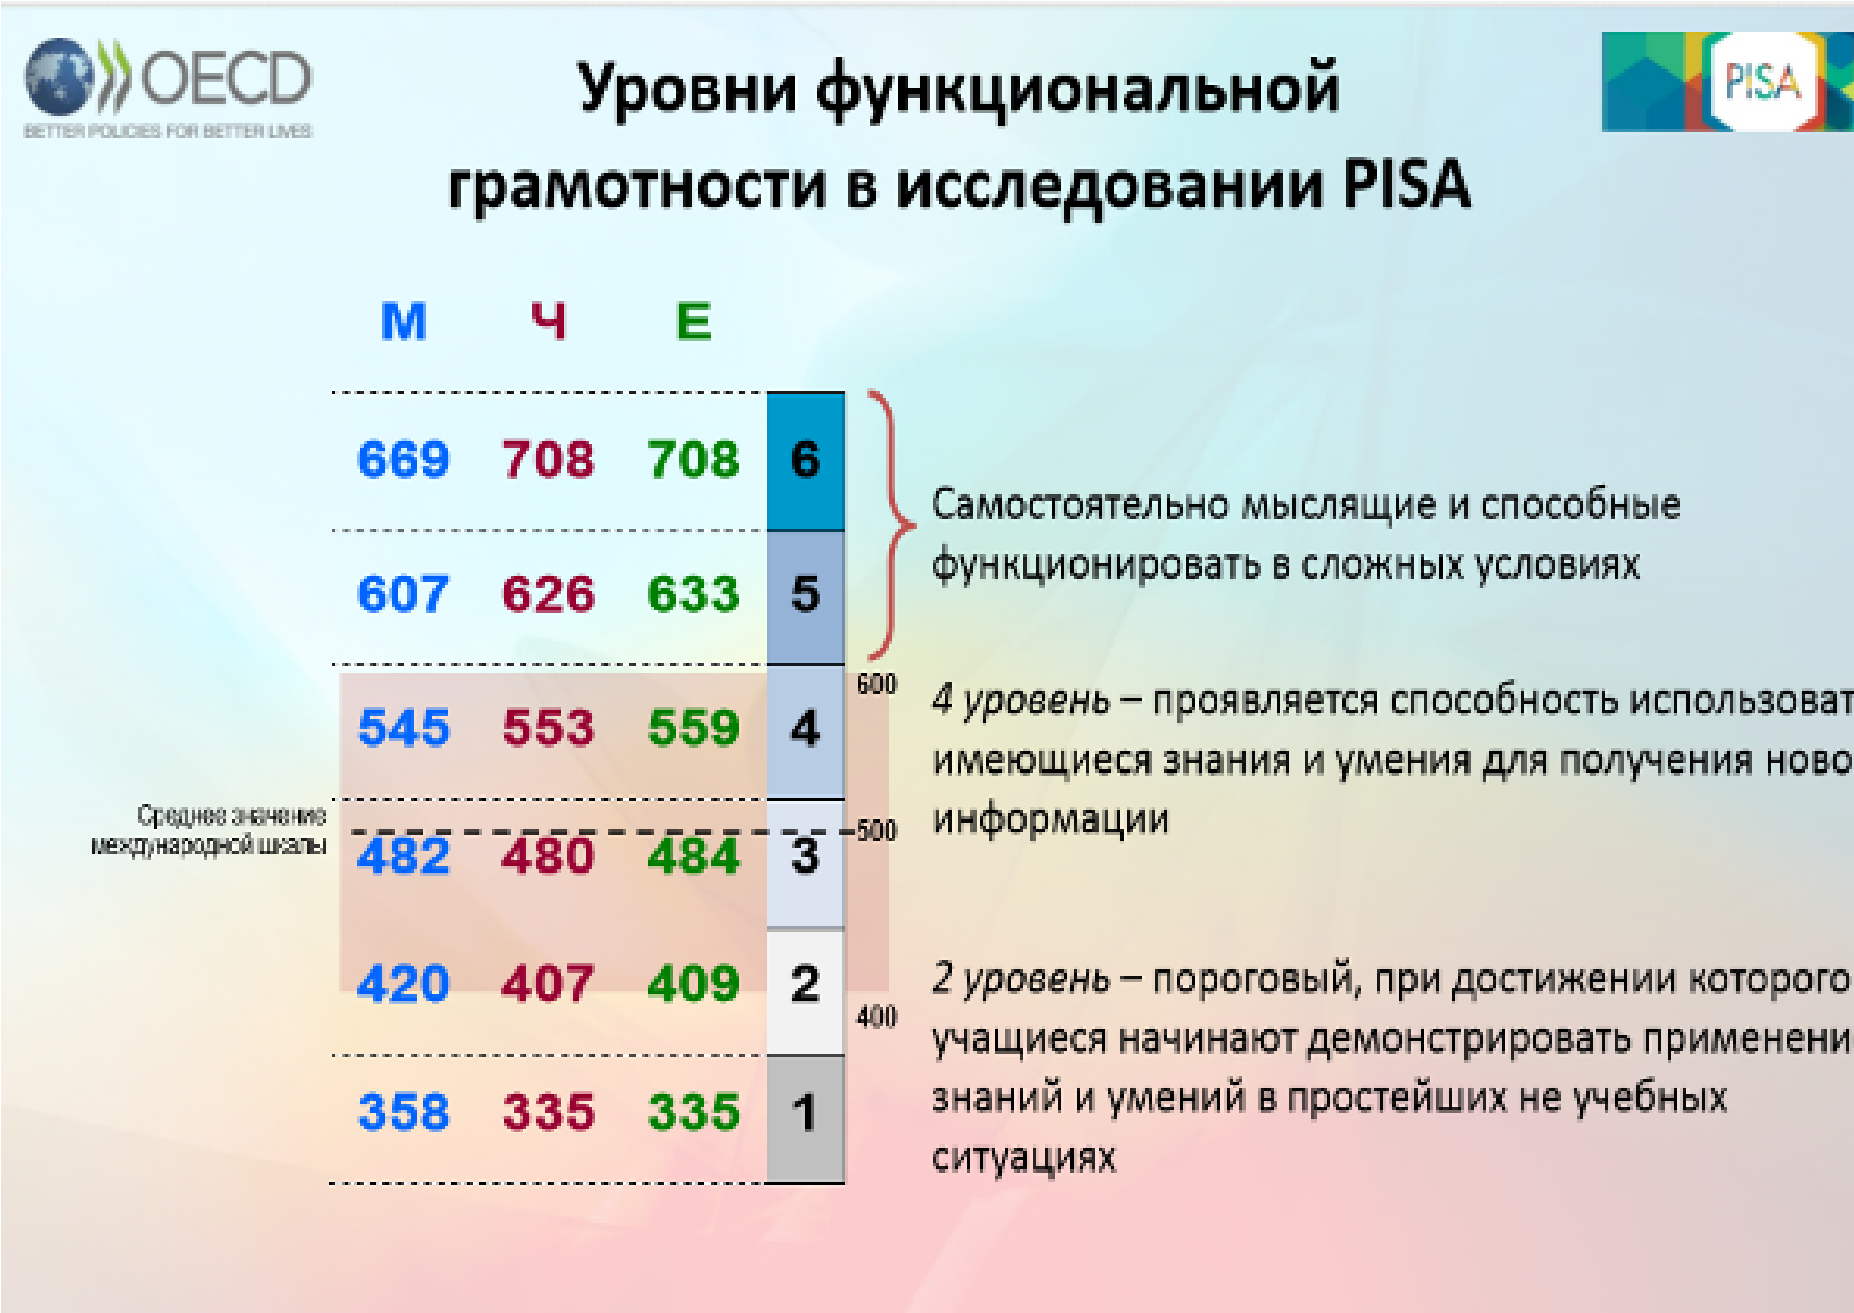 OECD
BETTER POLICIES FOR BETTER LIVES
PISA
Уровни функциональной
грамотности в исследовании PISA
М Ч Е
669 708 708 6
607 626 633 5
Самостоятельно мыслящие и способные
функционировать в сложных условиях
600
545 553 559 4
4 уровень – проявляется способность использоват
имеющиеся знания и умения для получения ново
информации
Среднее значение
международной шкалы
500
482 480 484 3
420 407 409 2
400
2 уровень – пороговый, при достижении которого
учащиеся начинают демонстрировать применени
знаний и умений в простейших не учебных
ситуациях
358 335 335 1